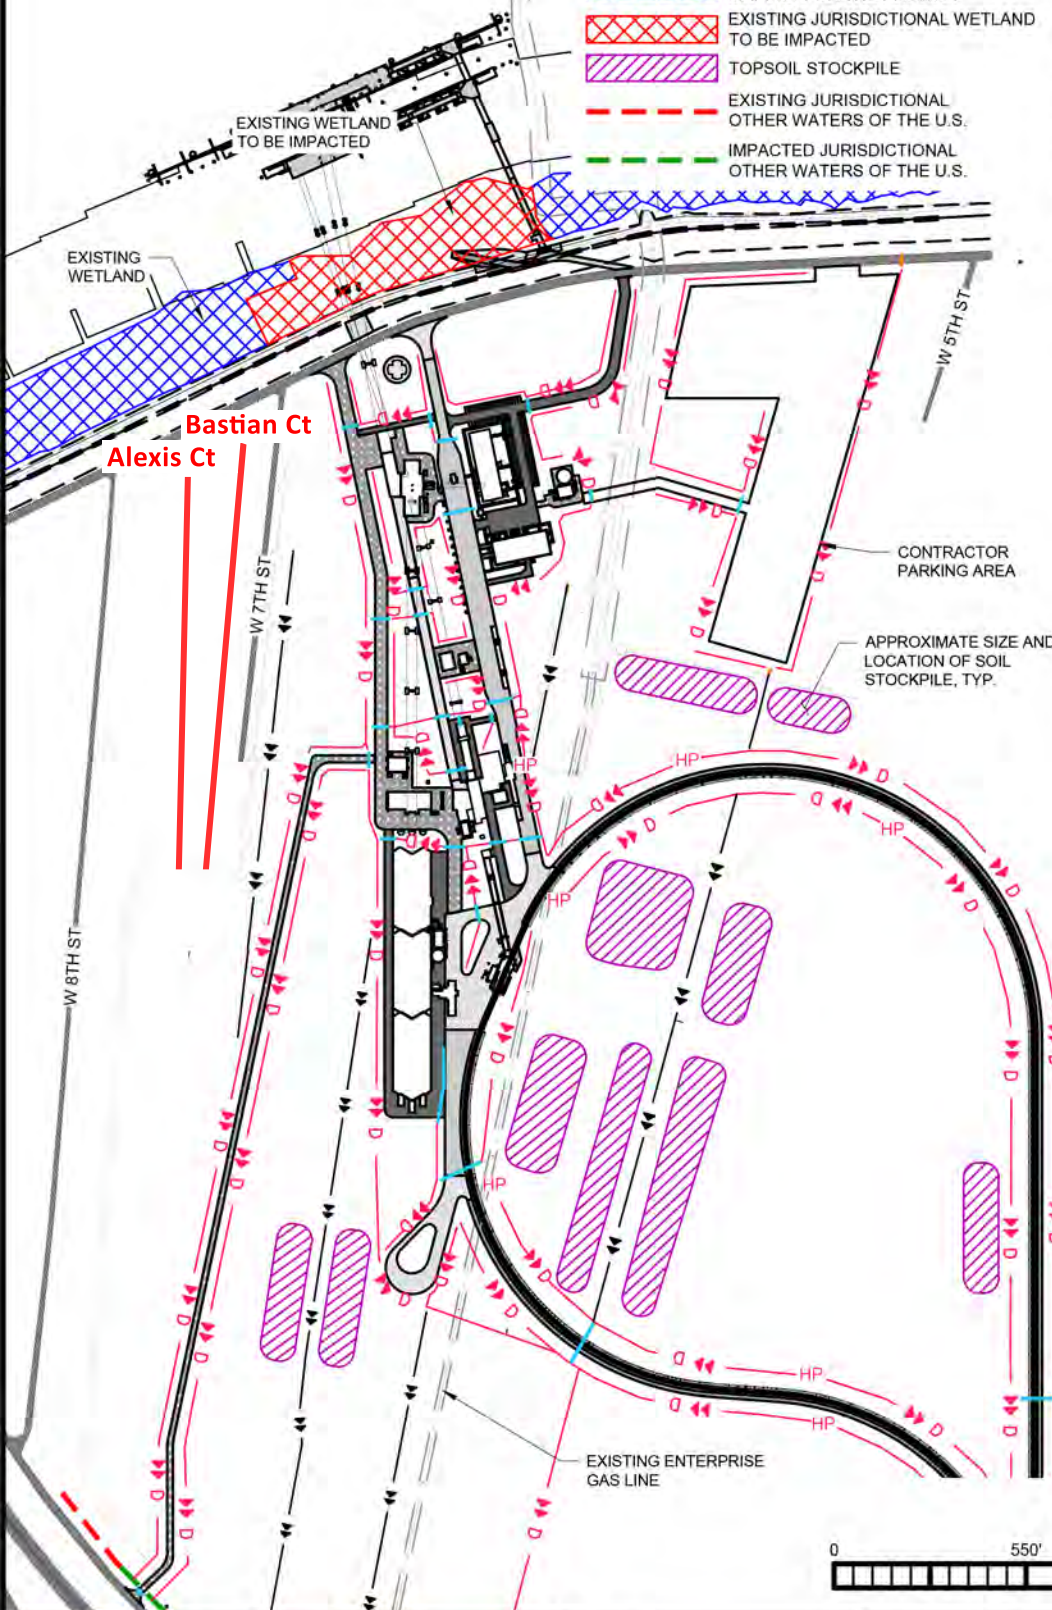 EXISTING JURISDICTIONAL WETLAND
TO BE IMPACTED
TOPSOIL STOCKPILE
EXISTING JURISDICTIONAL
OTHER WATERS OF THE U.S.
IMPACTED JURISDICTIONAL
OTHER WATERS OF THE U.S.
EXISTING WETLAND
TO BE IMPACTED
EXISTING
WETLAND
W 5TH ST
Bastian Ct
Alexis Ct
W 7TH ST
CONTRACTOR
PARKING AREA
APPROXIMATE SIZE AND
LOCATION OF SOIL
STOCKPILE, TYP.
HP
HP
HP
HP
W 8TH ST
HP
HP
HP
EXISTING ENTERPRISE
GAS LINE
0 550'